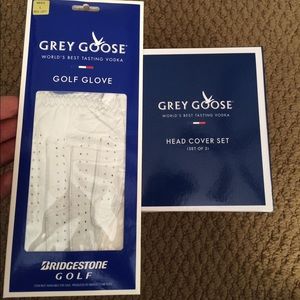 GREY GOOSE
WORLD'S BEST TASTING VODKA
GOLF GLOVE
BRIDGESTONE
GOLF
GREY GOOSE
WORLD'S BEST TASTING VODKA
HEAD COVER SET
(SET OF 3)